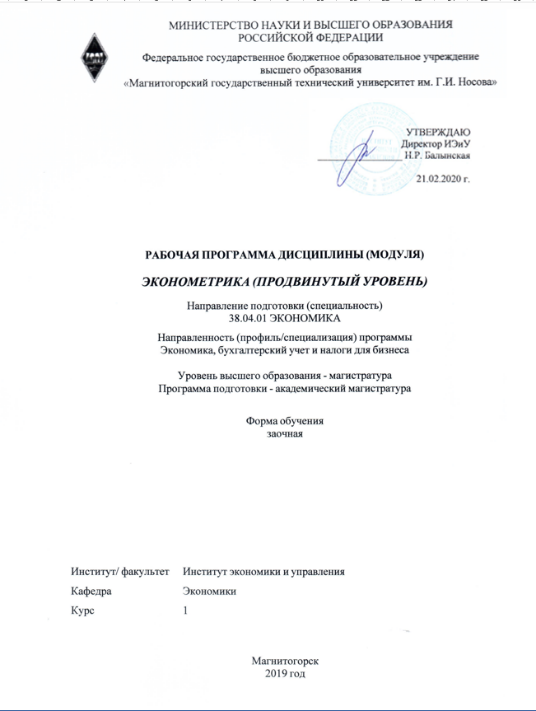 МИНИСТЕРСТВО НАУКИ И ВЫСШЕГО ОБРАЗОВАНИЯ
РОССИЙСКОЙ ФЕДЕРАЦИИ
Федеральное государственное бюджетное образовательное учреждение
высшего образования
«Магнитогорский государственный технический университет им. Г.И. Носова»
УТВЕРЖДАЮ
Директор ИЭиУ
Н.Р. Балынская
21.02.2020 г.
РАБОЧАЯ ПРОГРАММА ДИСЦИПЛИНЫ (МОДУЛЯ)
ЭКОНОМЕТРИКА (ПРОДВИНУТЫЙ УРОВЕНЬ)
Направление подготовки (специальность)
38.04.01 ЭКОНОМИКА
Направленность (профиль/специализация) программы
Экономика, бухгалтерский учет и налоги для бизнеса
Уровень высшего образования - магистратура
Программа подготовки - академический магистратура
Форма обучения
заочная
Институт/ факультет Институт экономики и управления
Кафедра Экономики
Курс 1
Магнитогорск
2019 год